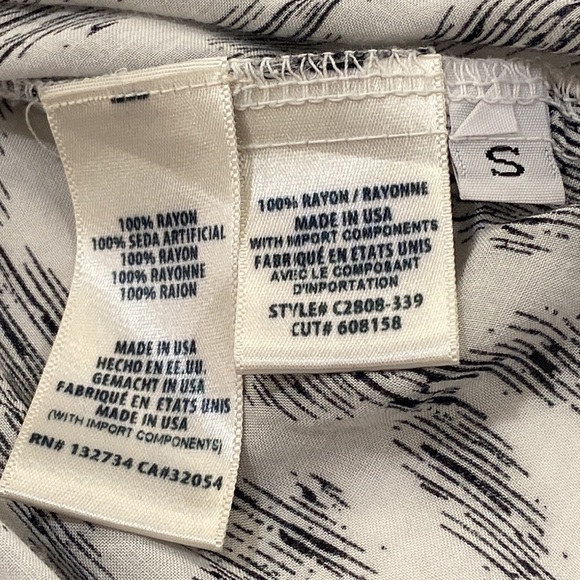 100% RAYON
100% SEDA ARTIFICIAL
100% RAYON
100% RAYONNE
100% RAION
MADE IN USA
HECHO EN EE.UU.
GEMACHT IN USA
FABRIQUÉ EN ETATS UNIS
MADE IN USA
(WITH IMPORT COMPONENTS)
RN# 132734 CA#32054
100% RAYON / RAYONNE
MADE IN USA
WITH IMPORT COMPONENTS
FABRIQUÉ EN ETATS UNIS
AVEC LE COMPOSANT
D'INPORTATION
STYLE# C2808-339
CUT# 608158
S